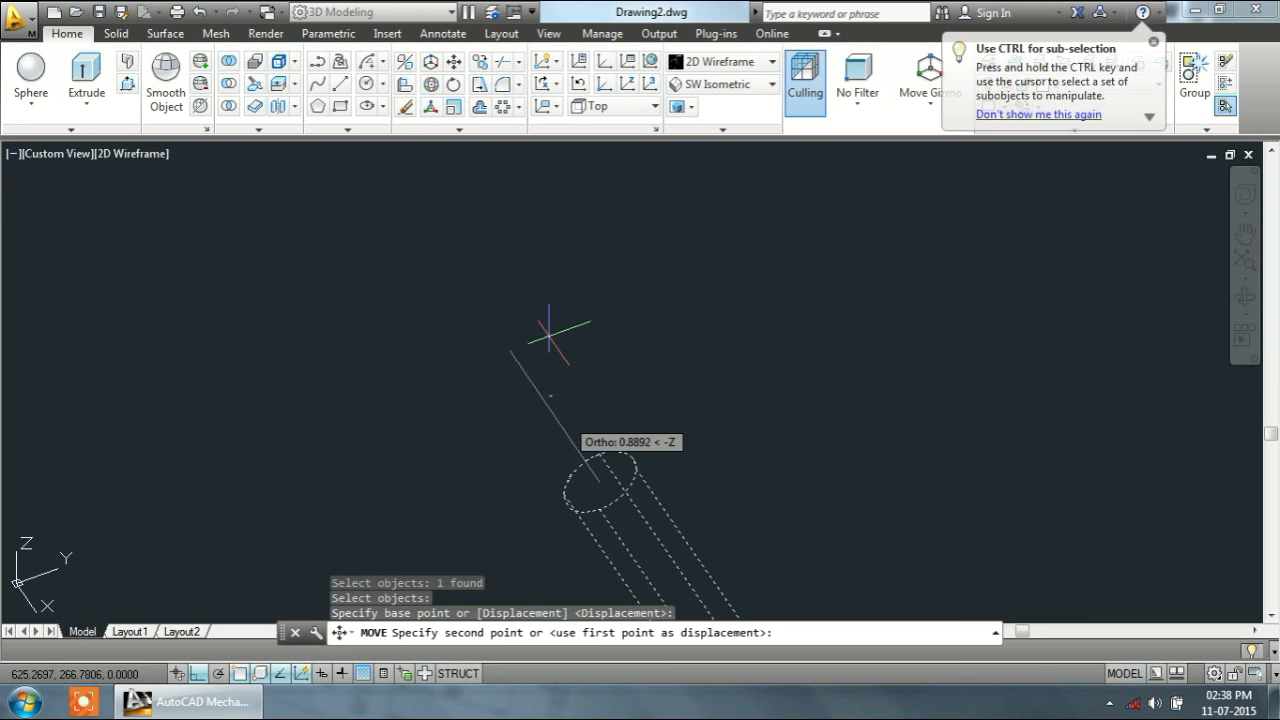 3D Modeling
Drawing2.dwg
Type a keyword or phrase
Sign In
M
Home
Solid
Surface
Mesh
Render
Parametric
Insert
Annotate
Layout
View
Manage
Output
Plug-ins
Online
Sphere
Extrude
Smooth
Object
2D Wireframe
SW Isometric
Top
Culling
No Filter
Move Gizmo
Group
Use CTRL for sub-selection
Press and hold the CTRL key and
use the cursor to select a set of
subobjects to manipulate.
Don't show me this again
[−][Custom View][2D Wireframe]
Ortho: 0.8892 < -Z
Z
Y
X
Select objects: 1 found
Select objects:
Specify base point or [Displacement] <Displacement>:
MOVE Specify second point or <use first point as displacement>:
Model
Layout1
Layout2
625.2697, 266.7806, 0.0000
STRUCT
MODEL
AutoCAD Mecha...
02:38 PM
11-07-2015